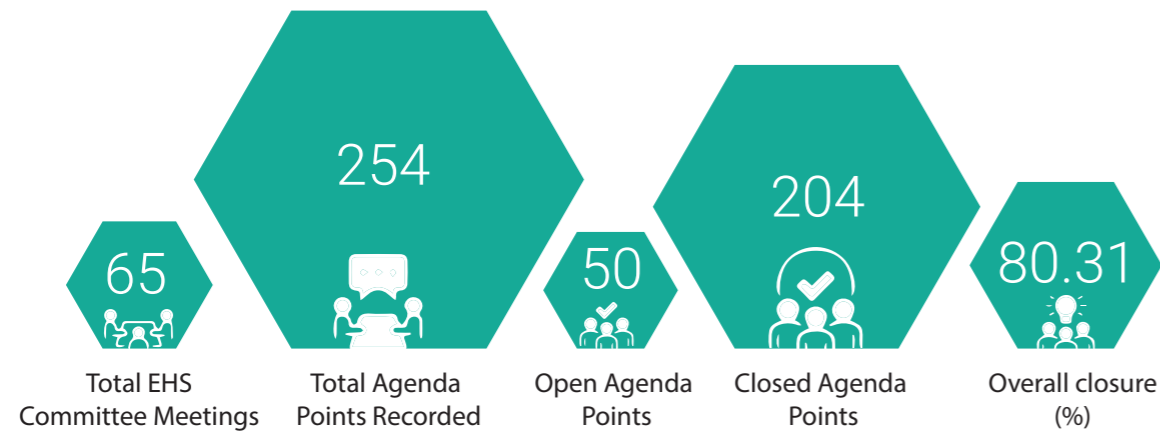 65
254
50
204
80.31
Total EHS
Committee Meetings
Total Agenda
Points Recorded
Open Agenda
Points
Closed Agenda
Points
Overall closure
(%)